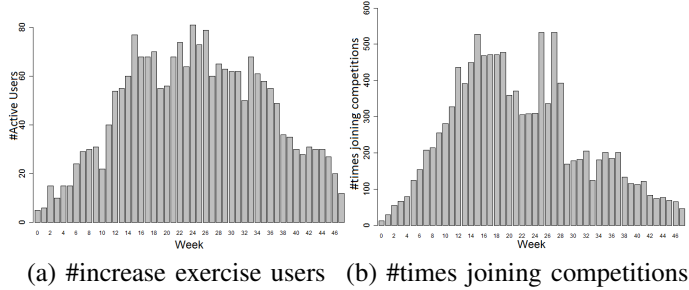 #Active Users
0 20 40 60 80
0 2 4 6 8 10 12 14 16 18 20 22 24 26 28 30 32 34 36 38 40 42 44 46
Week
#times joining competitions
0 100 200 300 400 500 600
0 2 4 6 8 10 12 14 16 18 20 22 24 26 28 30 32 34 36 38 40 42 44 46
Week
(a) #increase exercise users (b) #times joining competitions